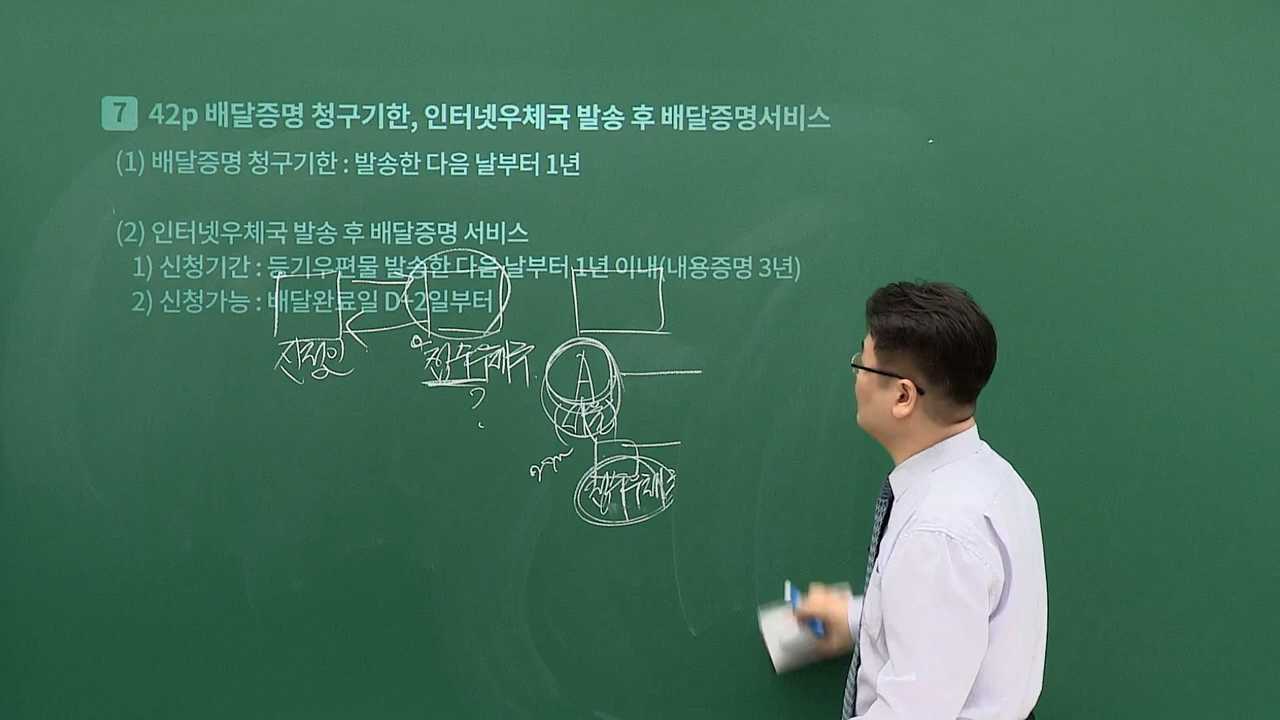 7 42p 배달증명 청구기한, 인터넷우체국 발송 후 배달증명서비스
(1) 배달증명 청구기한 : 발송한 다음 날부터 1년
(2) 인터넷우체국 발송 후 배달증명 서비스
1) 신청기간 : 등기우편물 발송한 다음 날부터 1년 이내(내용증명 3년)
2) 신청가능 : 배달완료일 D+2일부터
A
?